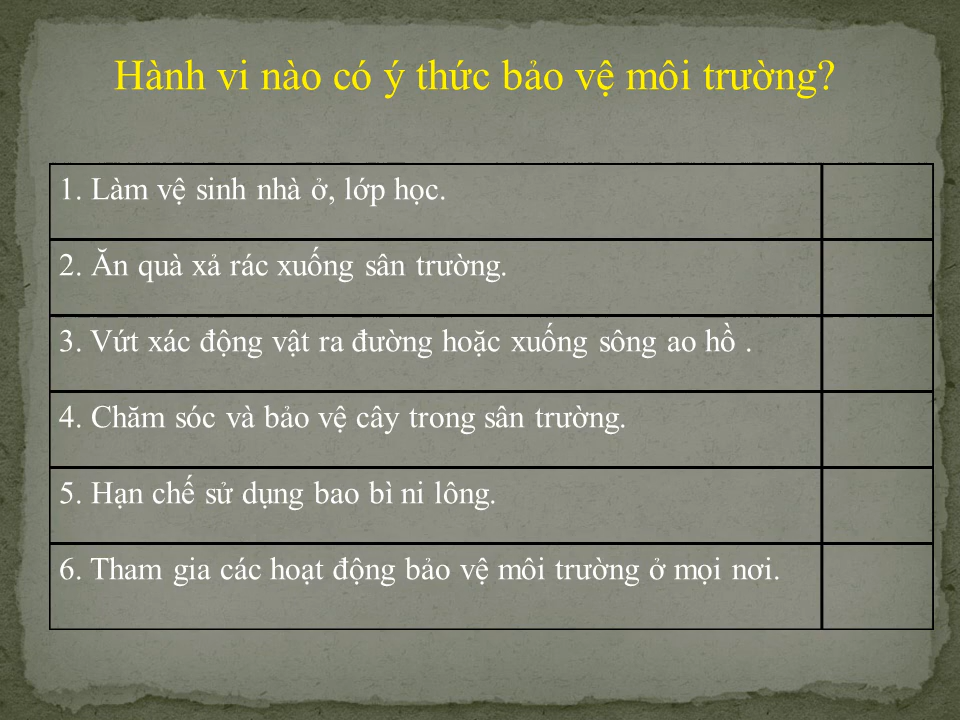 Hành vi nào có ý thức bảo vệ môi trường?
1. Làm vệ sinh nhà ở, lớp học.
2. Ăn quà xả rác xuống sân trường.
3. Vứt xác động vật ra đường hoặc xuống sông ao hồ .
4. Chăm sóc và bảo vệ cây trong sân trường.
5. Hạn chế sử dụng bao bì ni lông.
6. Tham gia các hoạt động bảo vệ môi trường ở mọi nơi.